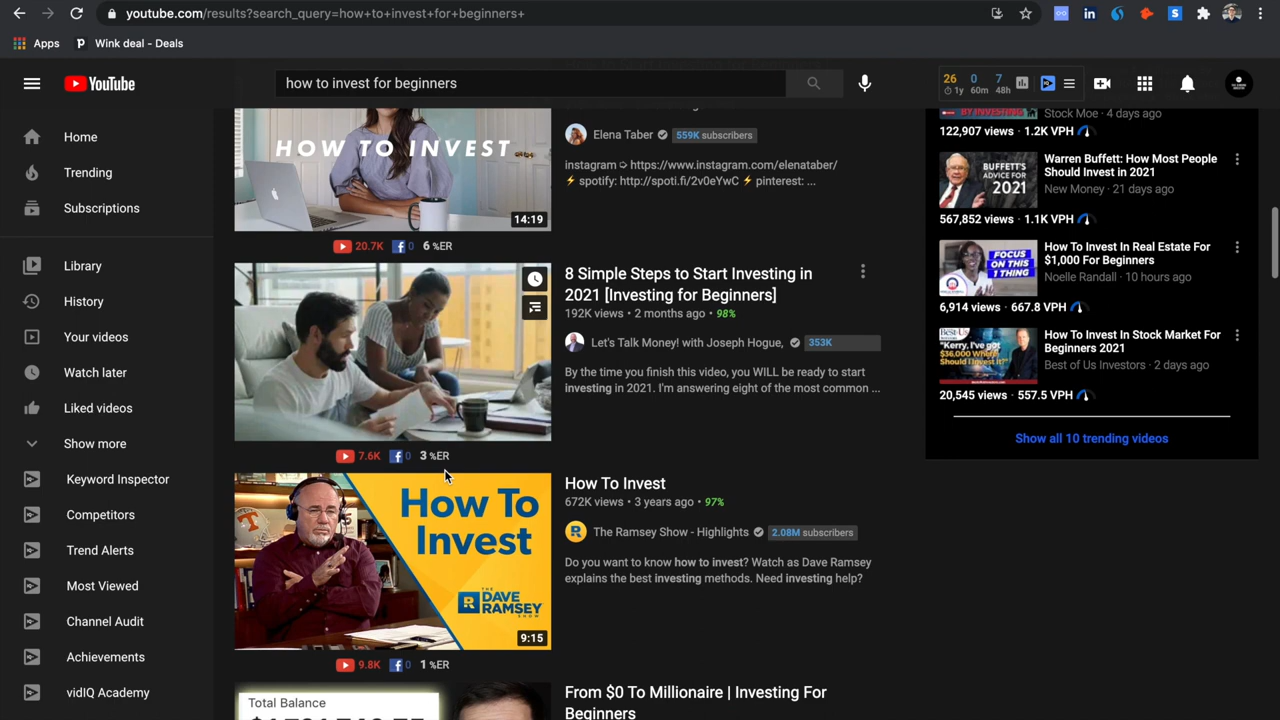 youtube.com/results?search_query=how+to+invest+for+beginners+
Apps
Wink deal - Deals
YouTube
how to invest for beginners
26 0 7
1y 60m 48h
Home
Trending
Subscriptions
Library
History
Your videos
Watch later
Liked videos
Show more
Keyword Inspector
Competitors
Trend Alerts
Most Viewed
Channel Audit
Achievements
vidIQ Academy
HOW TO INVEST
14:19
20.7K 0 6 %ER
Elena Taber 559K subscribers
instagram ➭ https://www.instagram.com/elenataber/
⚡ spotify: http://spoti.fi/2v0eYwC ⚡ pinterest: ...
8 Simple Steps to Start Investing in
2021 [Investing for Beginners]
192K views • 2 months ago • 98%
Let's Talk Money! with Joseph Hogue, 353K
By the time you finish this video, you WILL be ready to start
investing in 2021. I'm answering eight of the most common ...
7.6K 0 3 %ER
How To
Invest
THE
DAVE
RAMSEY
SHOW
9:15
How To Invest
672K views • 3 years ago • 97%
The Ramsey Show - Highlights 2.08M subscribers
Do you want to know how to invest? Watch as Dave Ramsey
explains the best investing methods. Need investing help?
9.8K 0 1 %ER
Total Balance
From $0 To Millionaire | Investing For
Beginners
BY INVESTING
Stock Moe · 4 days ago
122,907 views · 1.2K VPH
BUFFETT'S
ADVICE FOR
2021
Warren Buffett: How Most People
Should Invest in 2021
New Money · 21 days ago
567,852 views · 1.1K VPH
FOCUS ON
THIS
1 THING
How To Invest In Real Estate For
$1,000 For Beginners
Noelle Randall · 10 hours ago
6,914 views · 667.8 VPH
"Kerry, I've got
$36,000 Where
Should I Invest It?"
How To Invest In Stock Market For
Beginners 2021
Best of Us Investors · 2 days ago
20,545 views · 557.5 VPH
Show all 10 trending videos